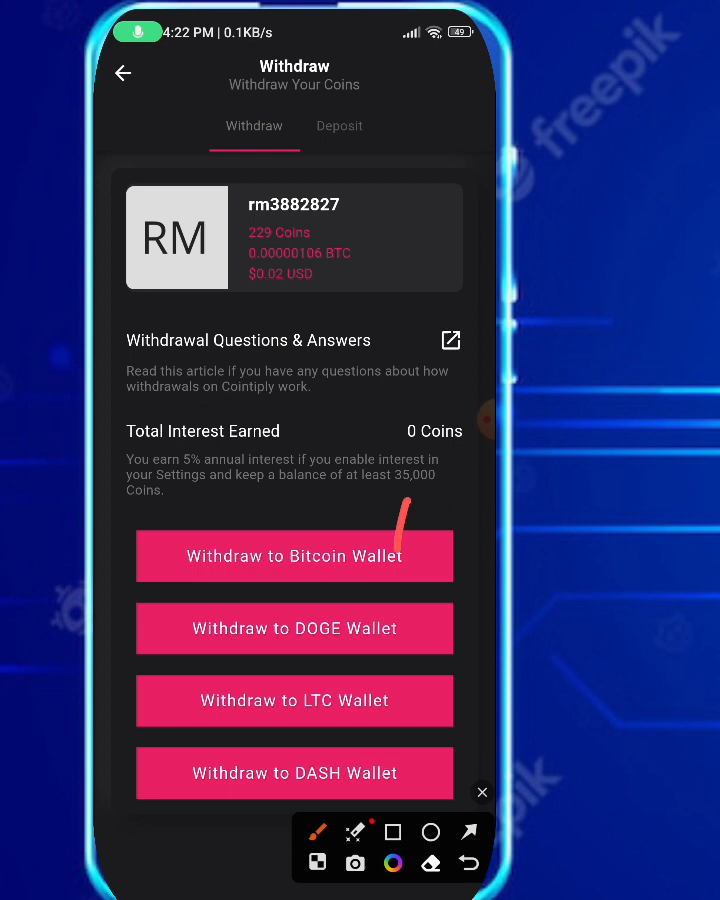 4:22 PM | 0.1KB/s
49
Withdraw
Withdraw Your Coins
Withdraw
Deposit
RM
rm3882827
229 Coins
0.00000106 BTC
$0.02 USD
Withdrawal Questions & Answers
Read this article if you have any questions about how
withdrawals on Cointiply work.
Total Interest Earned
0 Coins
You earn 5% annual interest if you enable interest in
your Settings and keep a balance of at least 35,000
Coins.
Withdraw to Bitcoin Wallet
Withdraw to DOGE Wallet
Withdraw to LTC Wallet
Withdraw to DASH Wallet
freepik
epik